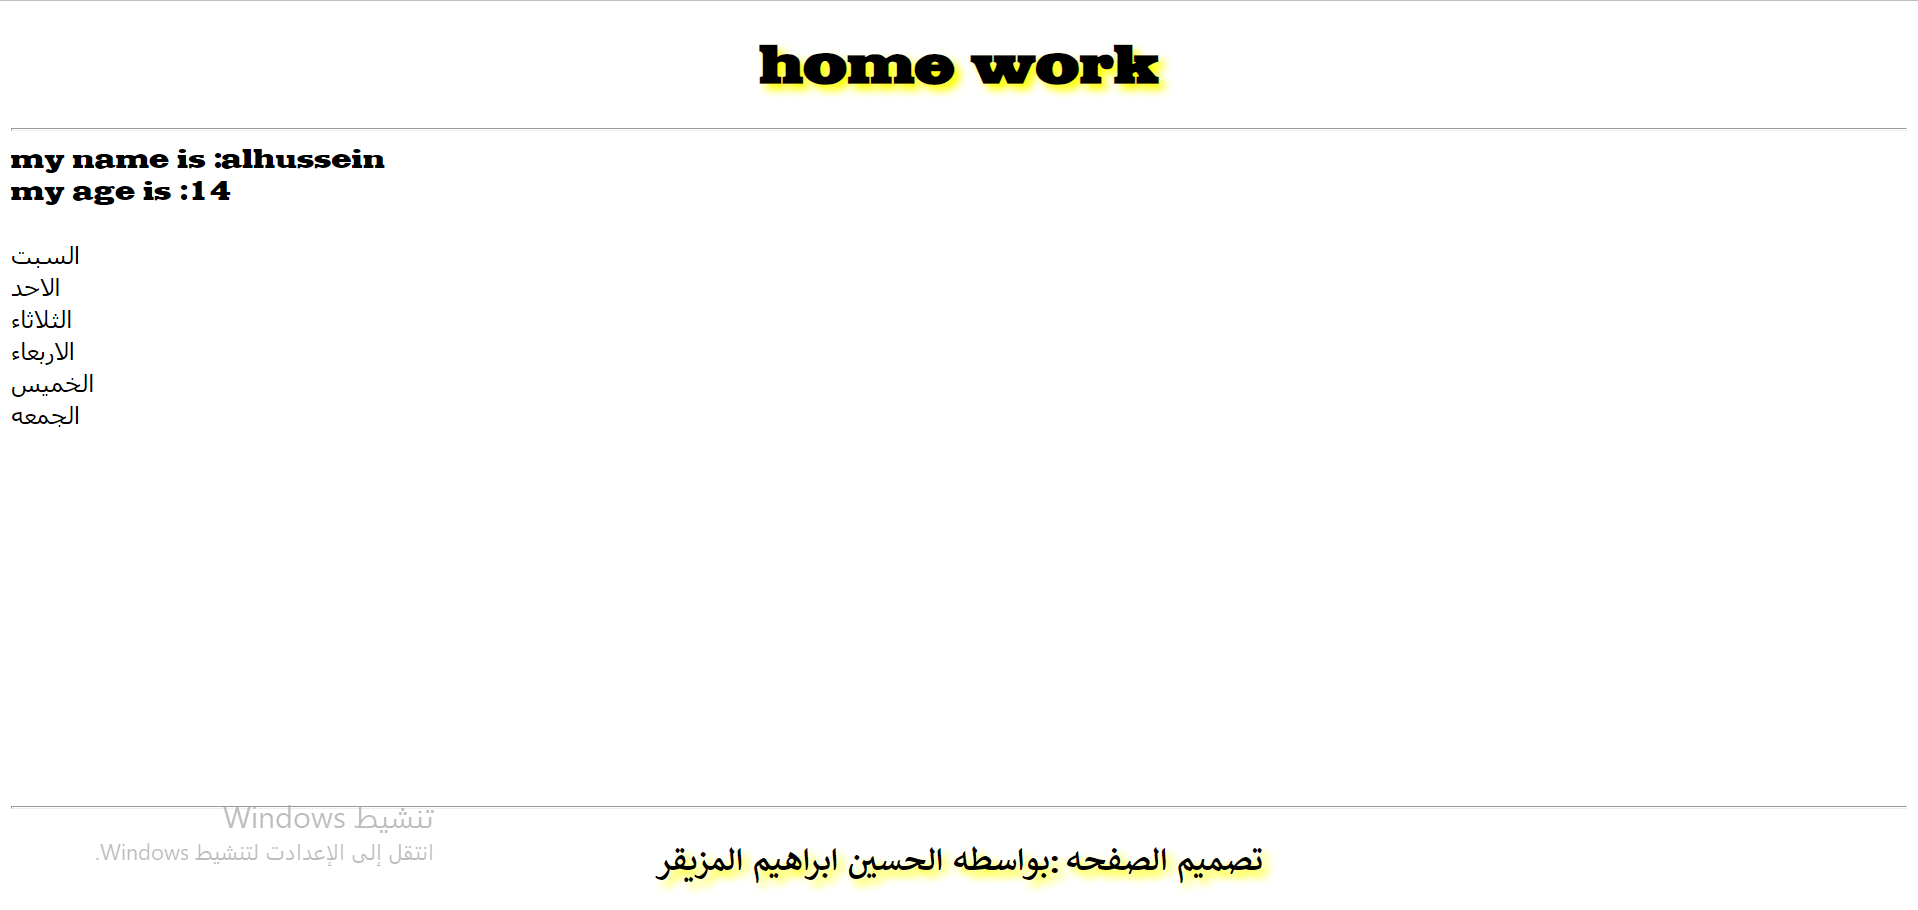 home work
my name is :alhussein
my age is :14
السبت
الاحد
الثلاثاء
الاربعاء
الخميس
الجمعه
تنشيط Windows
انتقل إلى الإعدادت لتنشيط Windows.
تصميم الصفحه :بواسطه الحسين ابراهيم المزيقر